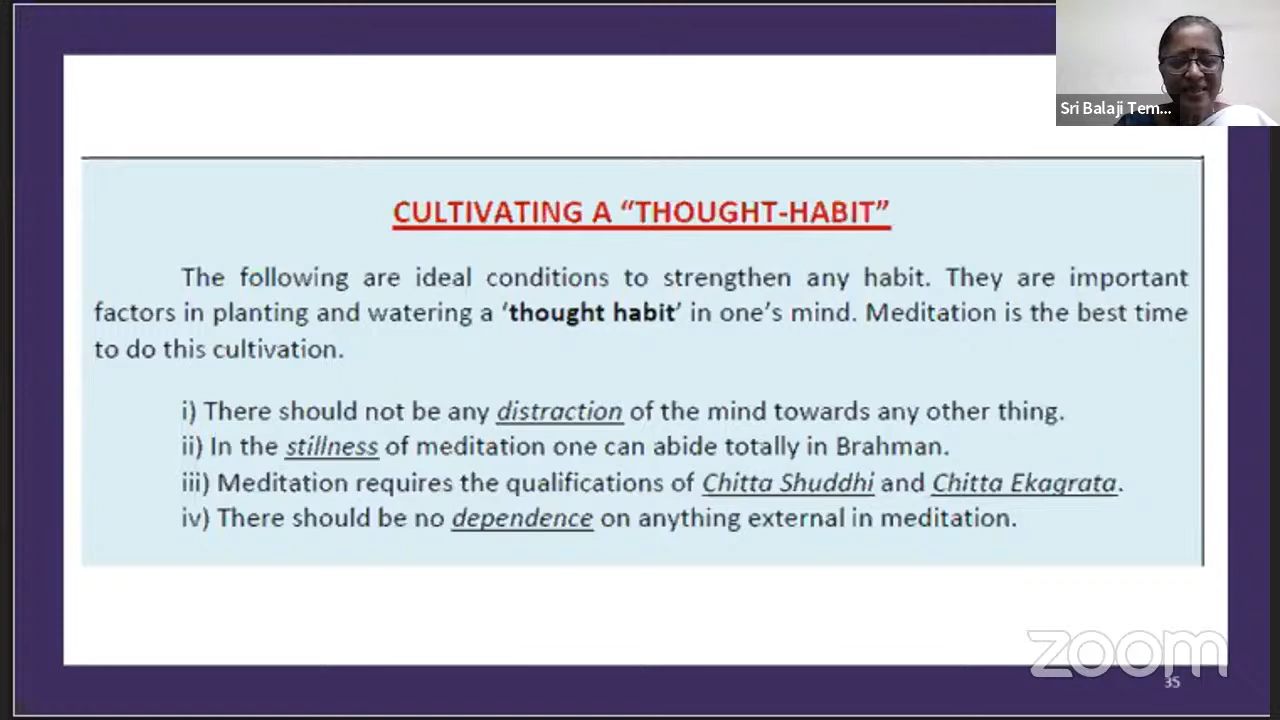 Sri Balaji Tem...
CULTIVATING A “THOUGHT-HABIT”
The following are ideal conditions to strengthen any habit. They are important
factors in planting and watering a ‘thought habit’ in one’s mind. Meditation is the best time
to do this cultivation.
i) There should not be any distraction of the mind towards any other thing.
ii) In the stillness of meditation one can abide totally in Brahman.
iii) Meditation requires the qualifications of Chitta Shuddhi and Chitta Ekagrata.
iv) There should be no dependence on anything external in meditation.
zoom
35